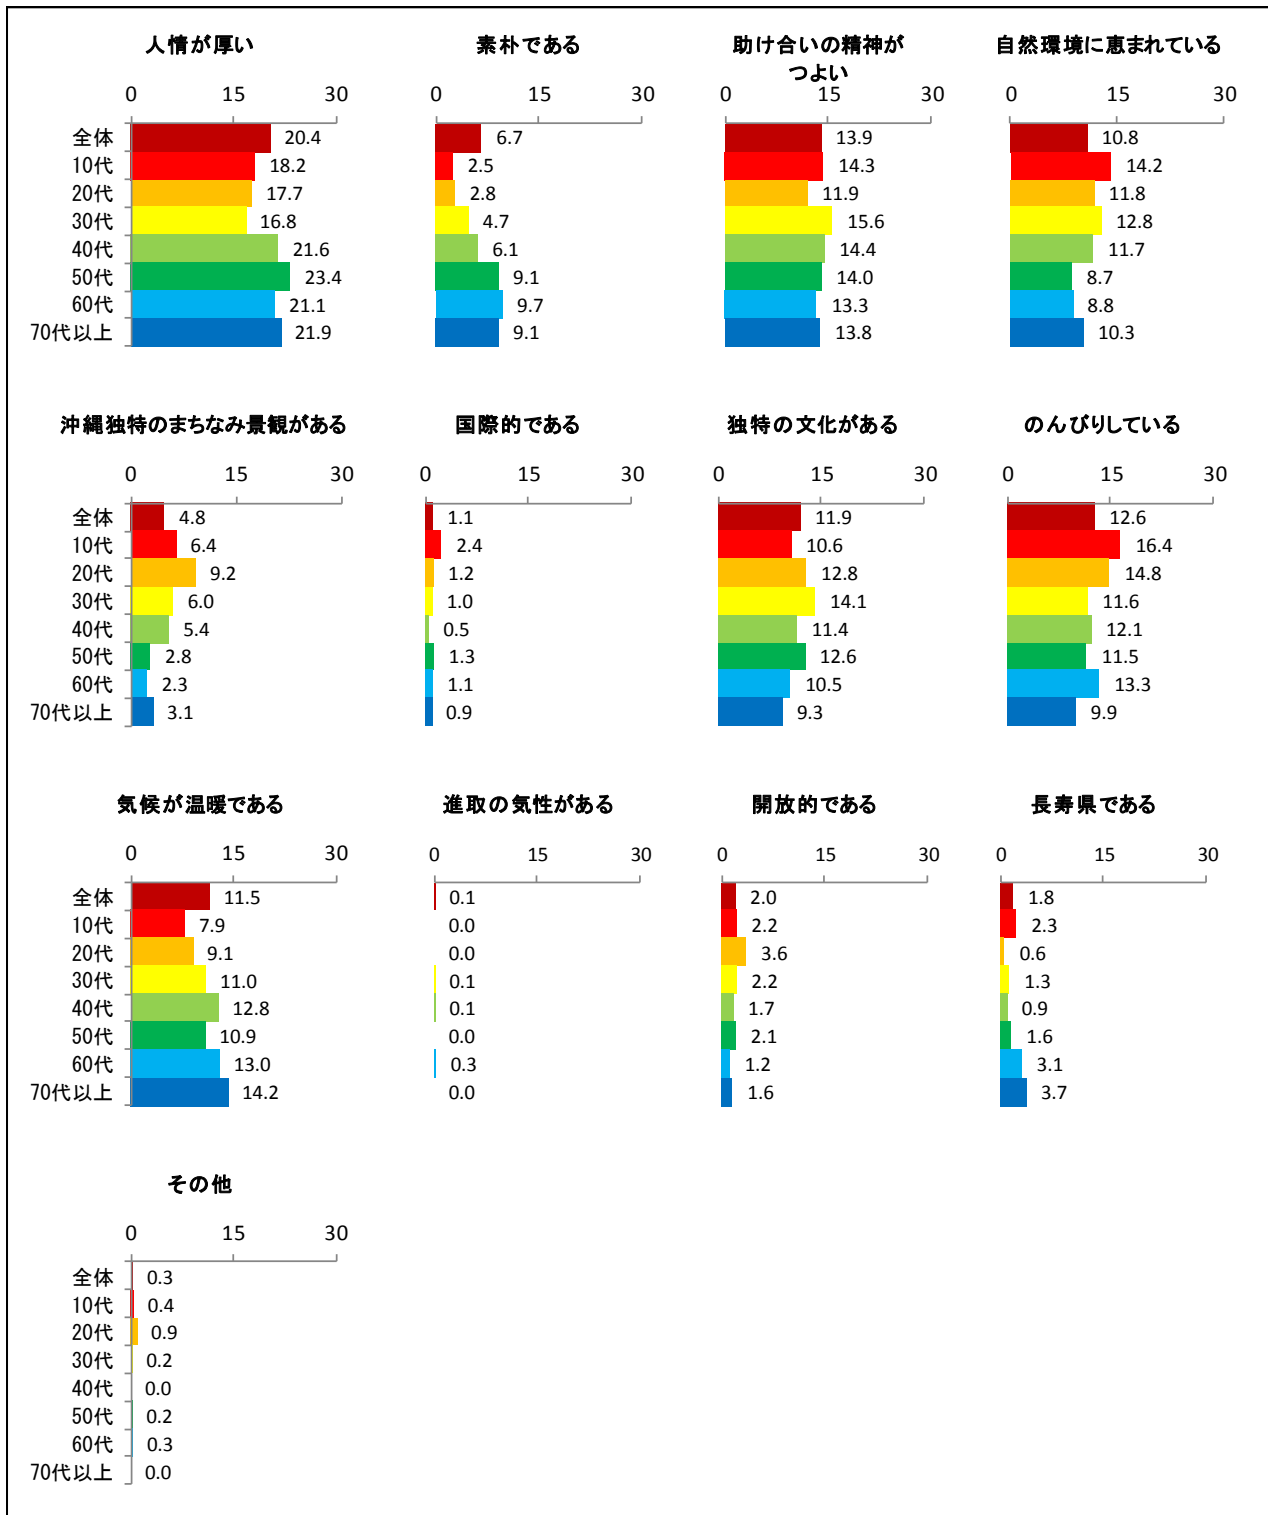 人情が厚い
0 15 30
全体 20.4
10代 18.2
20代 17.7
30代 16.8
40代 21.6
50代 23.4
60代 21.1
70代以上 21.9
素朴である
0 15 30
6.7
2.5
2.8
4.7
6.1
9.1
9.7
9.1
助け合いの精神が
つよい
0 15 30
13.9
14.3
11.9
15.6
14.4
14.0
13.3
13.8
自然環境に恵まれている
0 15 30
10.8
14.2
11.8
12.8
11.7
8.7
8.8
10.3
沖縄独特のまちなみ景観がある
0 15 30
全体 4.8
10代 6.4
20代 9.2
30代 6.0
40代 5.4
50代 2.8
60代 2.3
70代以上 3.1
国際的である
0 15 30
1.1
2.4
1.2
1.0
0.5
1.3
1.1
0.9
独特の文化がある
0 15 30
11.9
10.6
12.8
14.1
11.4
12.6
10.5
9.3
のんびりしている
0 15 30
12.6
16.4
14.8
11.6
12.1
11.5
13.3
9.9
気候が温暖である
0 15 30
全体 11.5
10代 7.9
20代 9.1
30代 11.0
40代 12.8
50代 10.9
60代 13.0
70代以上 14.2
進取の気性がある
0 15 30
0.1
0.0
0.0
0.1
0.1
0.0
0.3
0.0
開放的である
0 15 30
2.0
2.2
3.6
2.2
1.7
2.1
1.2
1.6
長寿県である
0 15 30
1.8
2.3
0.6
1.3
0.9
1.6
3.1
3.7
その他
0 15 30
全体 0.3
10代 0.4
20代 0.9
30代 0.2
40代 0.0
50代 0.2
60代 0.3
70代以上 0.0